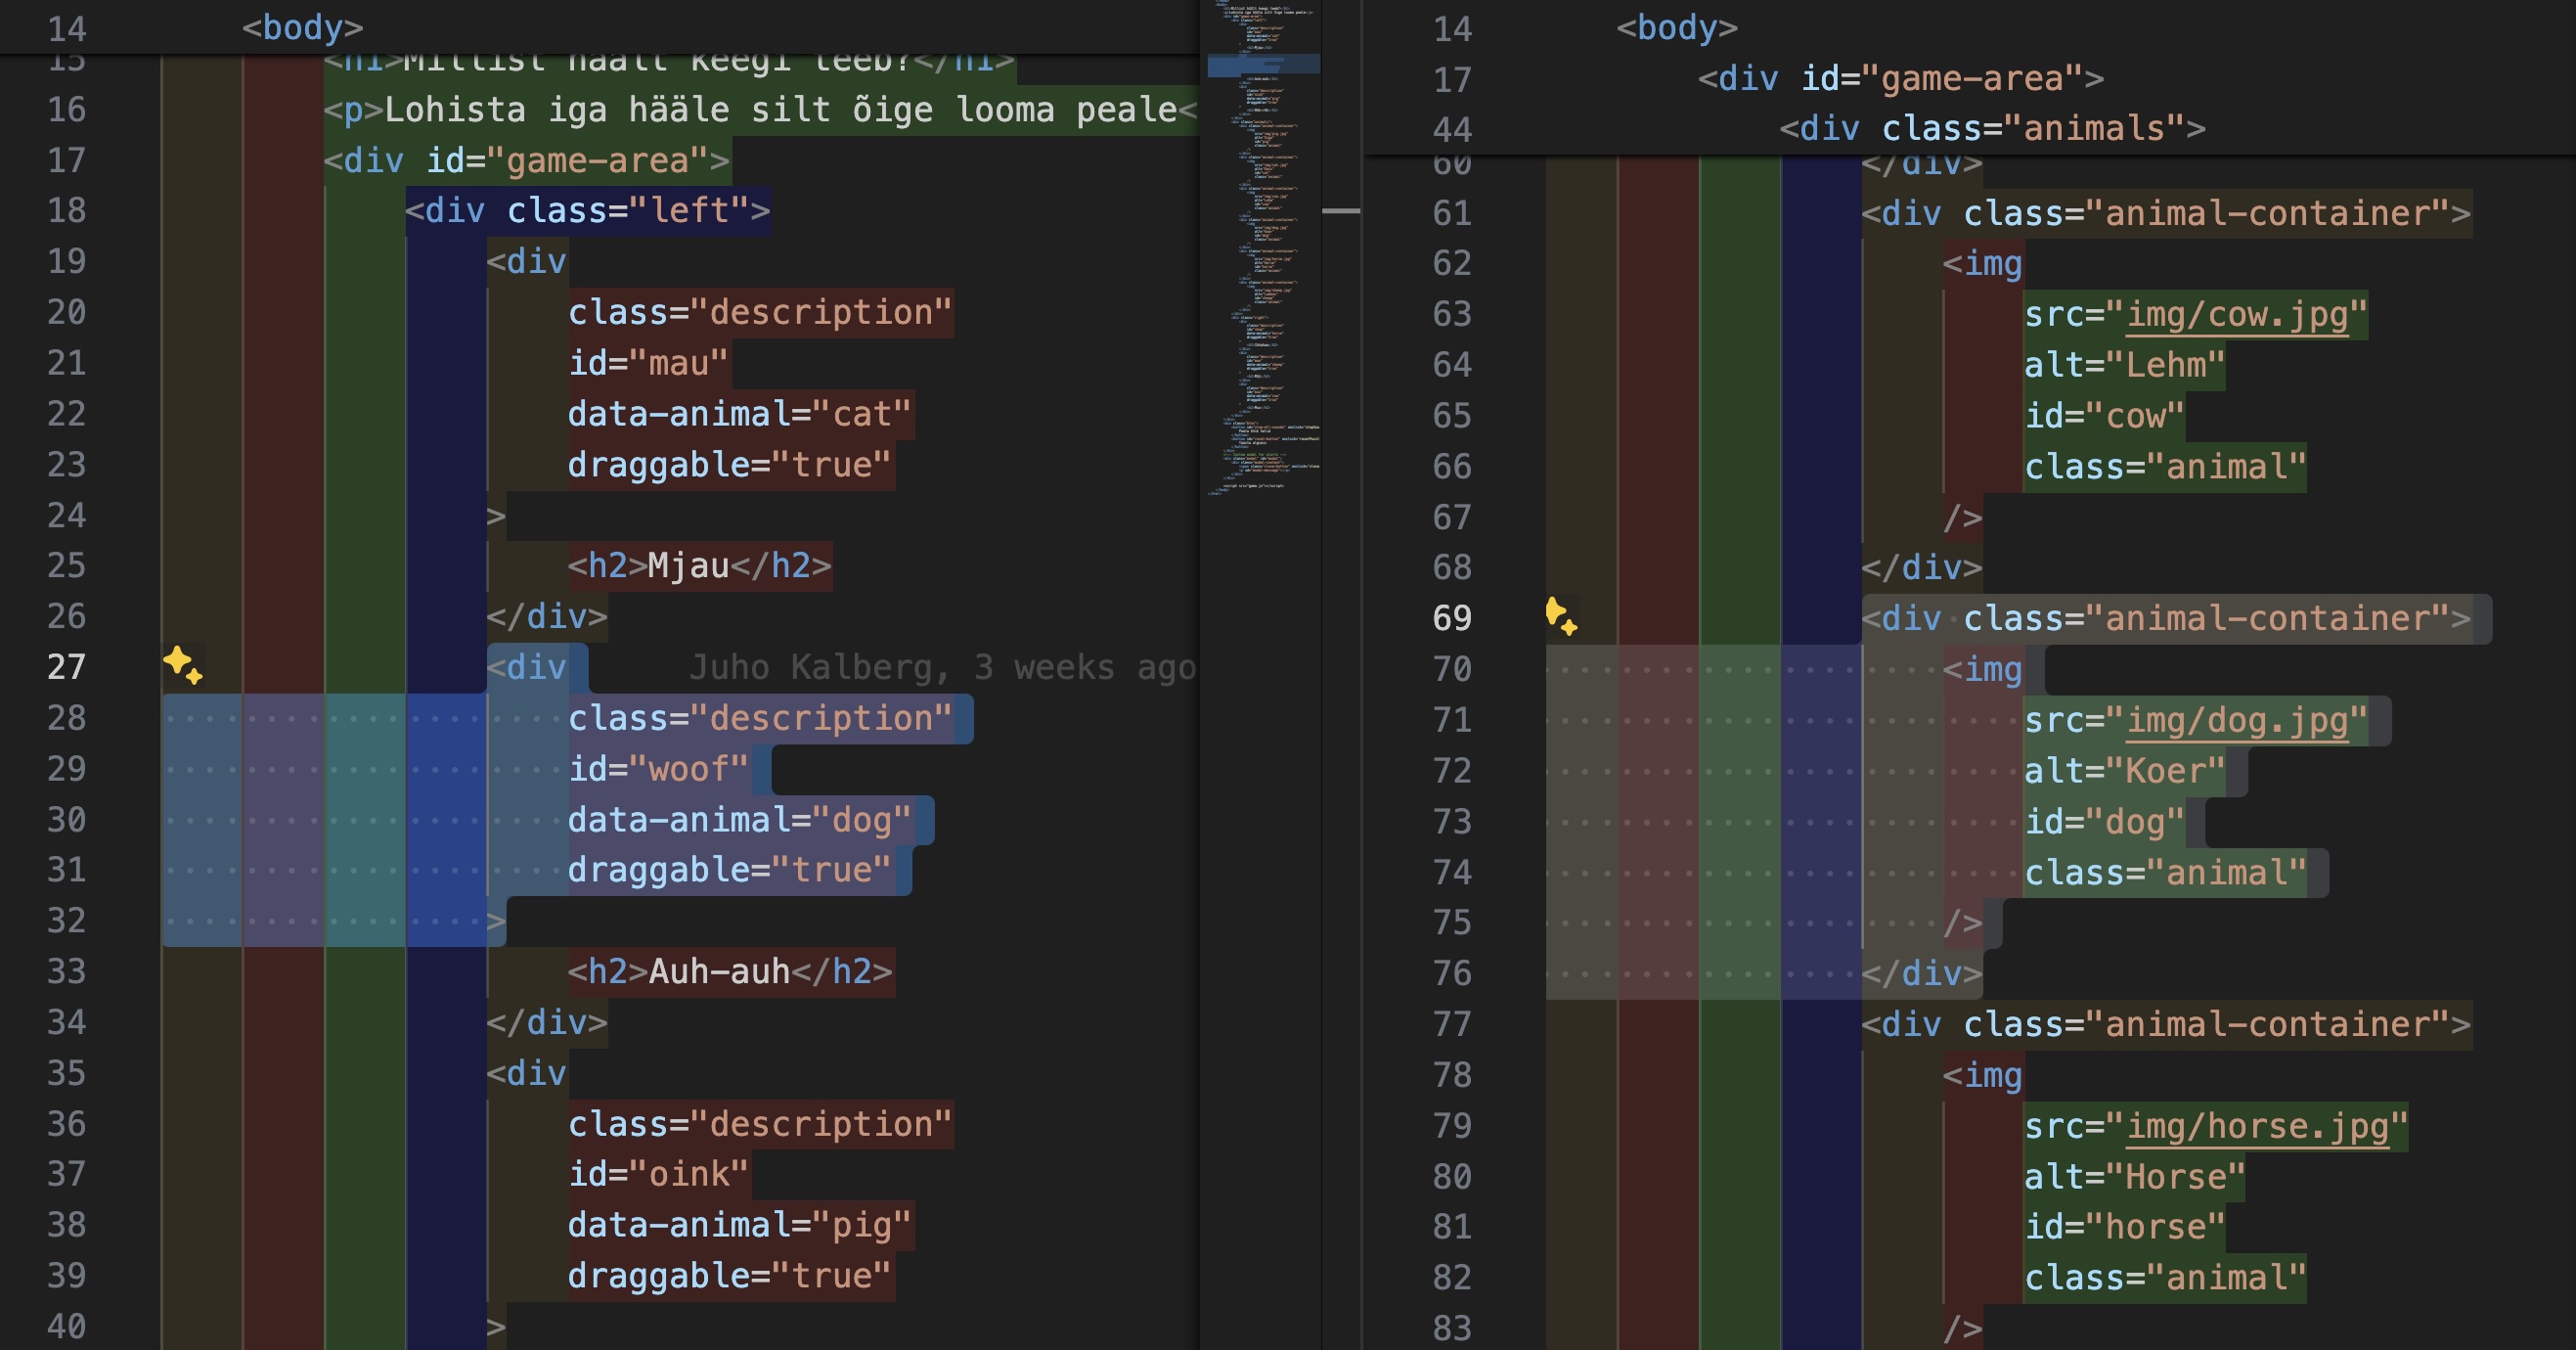 14 <body>
15 <h1>Millist häält keegi teeb?</h1>
16 <p>Lohista iga hääle silt õige looma peale<
17 <div id="game-area">
18 <div class="left">
19 <div
20 class="description"
21 id="mau"
22 data-animal="cat"
23 draggable="true"
24 >
25 <h2>Mjau</h2>
26 </div>
27 <div Juho Kalberg, 3 weeks ago
28 class="description"
29 id="woof"
30 data-animal="dog"
31 draggable="true"
32 >
33 <h2>Auh-auh</h2>
34 </div>
35 <div
36 class="description"
37 id="oink"
38 data-animal="pig"
39 draggable="true"
40 >
14 <body>
17 <div id="game-area">
44 <div class="animals">
60 </div>
61 <div class="animal-container">
62 <img
63 src="img/cow.jpg"
64 alt="Lehm"
65 id="cow"
66 class="animal"
67 />
68 </div>
69 <div class="animal-container">
70 <img
71 src="img/dog.jpg"
72 alt="Koer"
73 id="dog"
74 class="animal"
75 />
76 </div>
77 <div class="animal-container">
78 <img
79 src="img/horse.jpg"
80 alt="Horse"
81 id="horse"
82 class="animal"
83 />